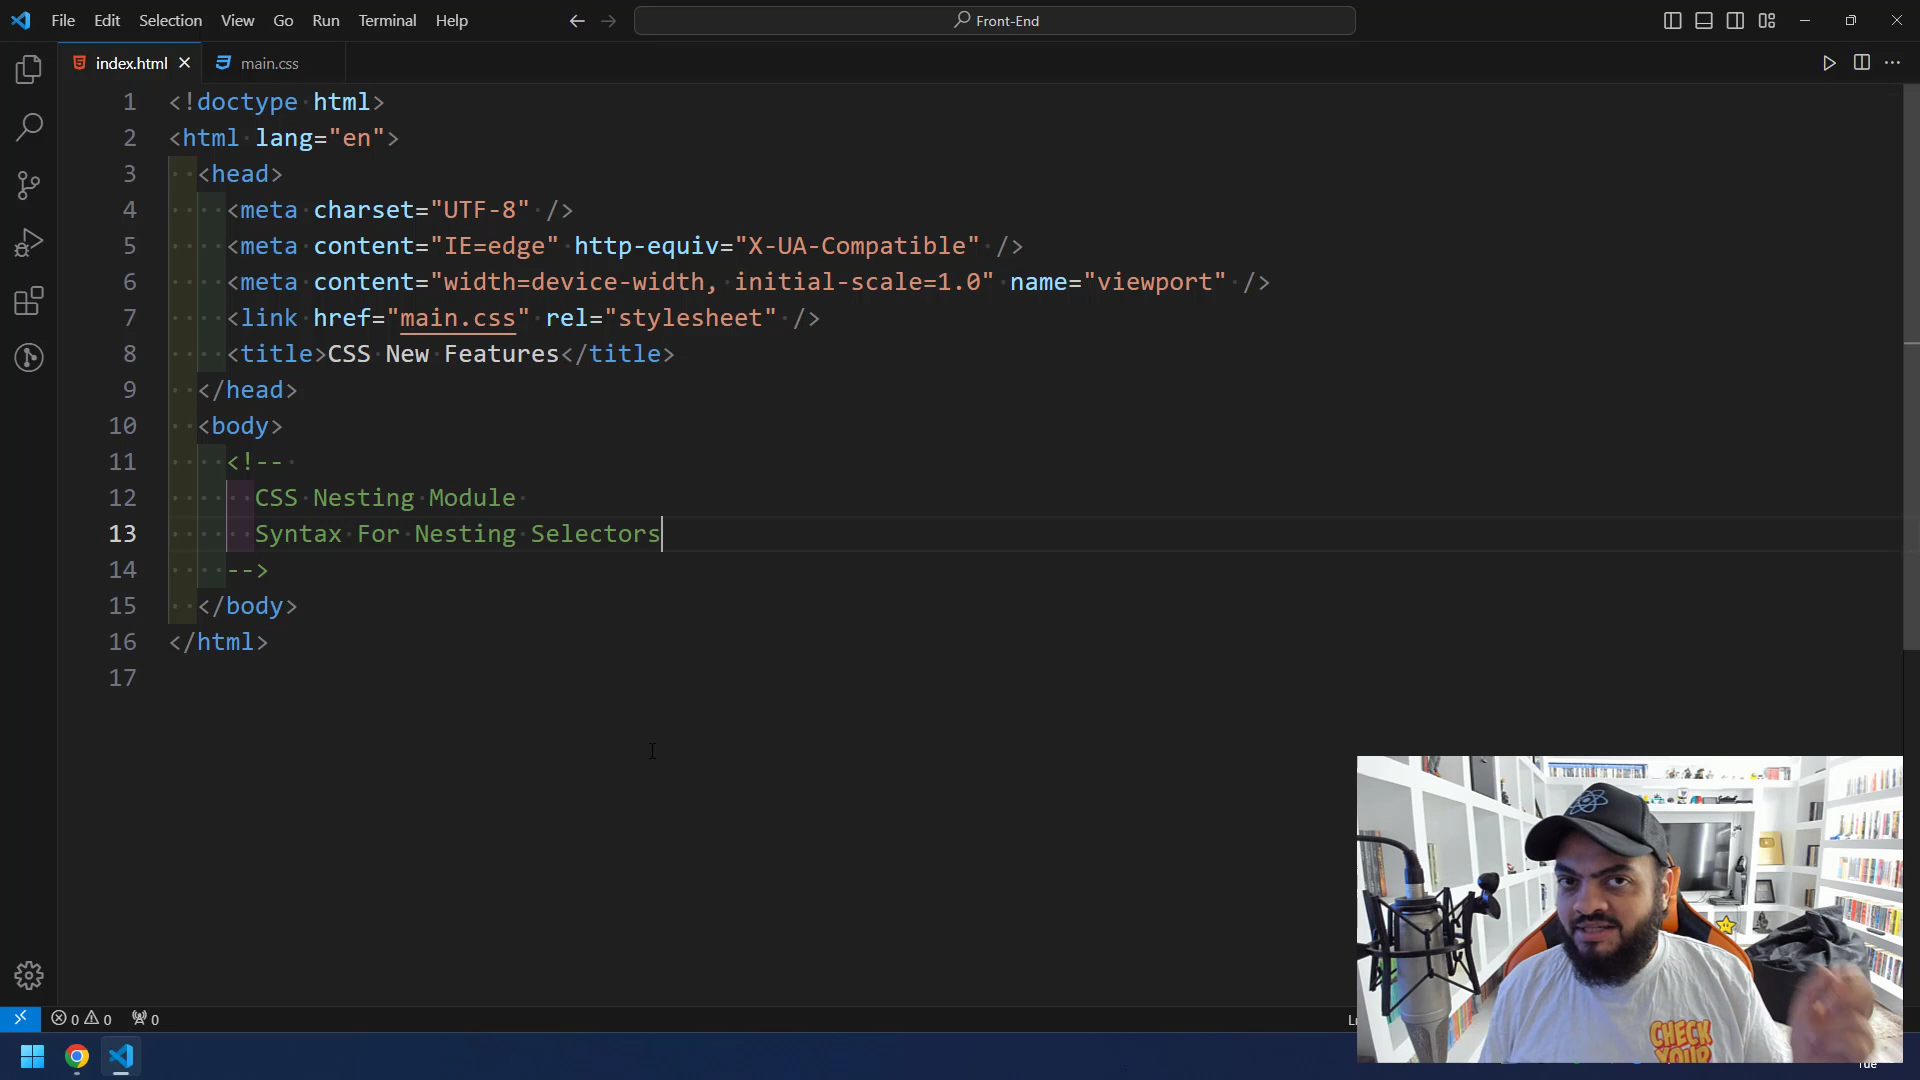 File Edit Selection View Go Run Terminal Help
Front-End
index.html
main.css
1 <!doctype html>
2 <html lang="en">
3 <head>
4 <meta charset="UTF-8" />
5 <meta content="IE=edge" http-equiv="X-UA-Compatible" />
6 <meta content="width=device-width, initial-scale=1.0" name="viewport" />
7 <link href="main.css" rel="stylesheet" />
8 <title>CSS New Features</title>
9 </head>
10 <body>
11 <!--
12 CSS Nesting Module
13 Syntax For Nesting Selectors
14 -->
15 </body>
16 </html>
17
0 0 0
CHECK
YOUR
Tue